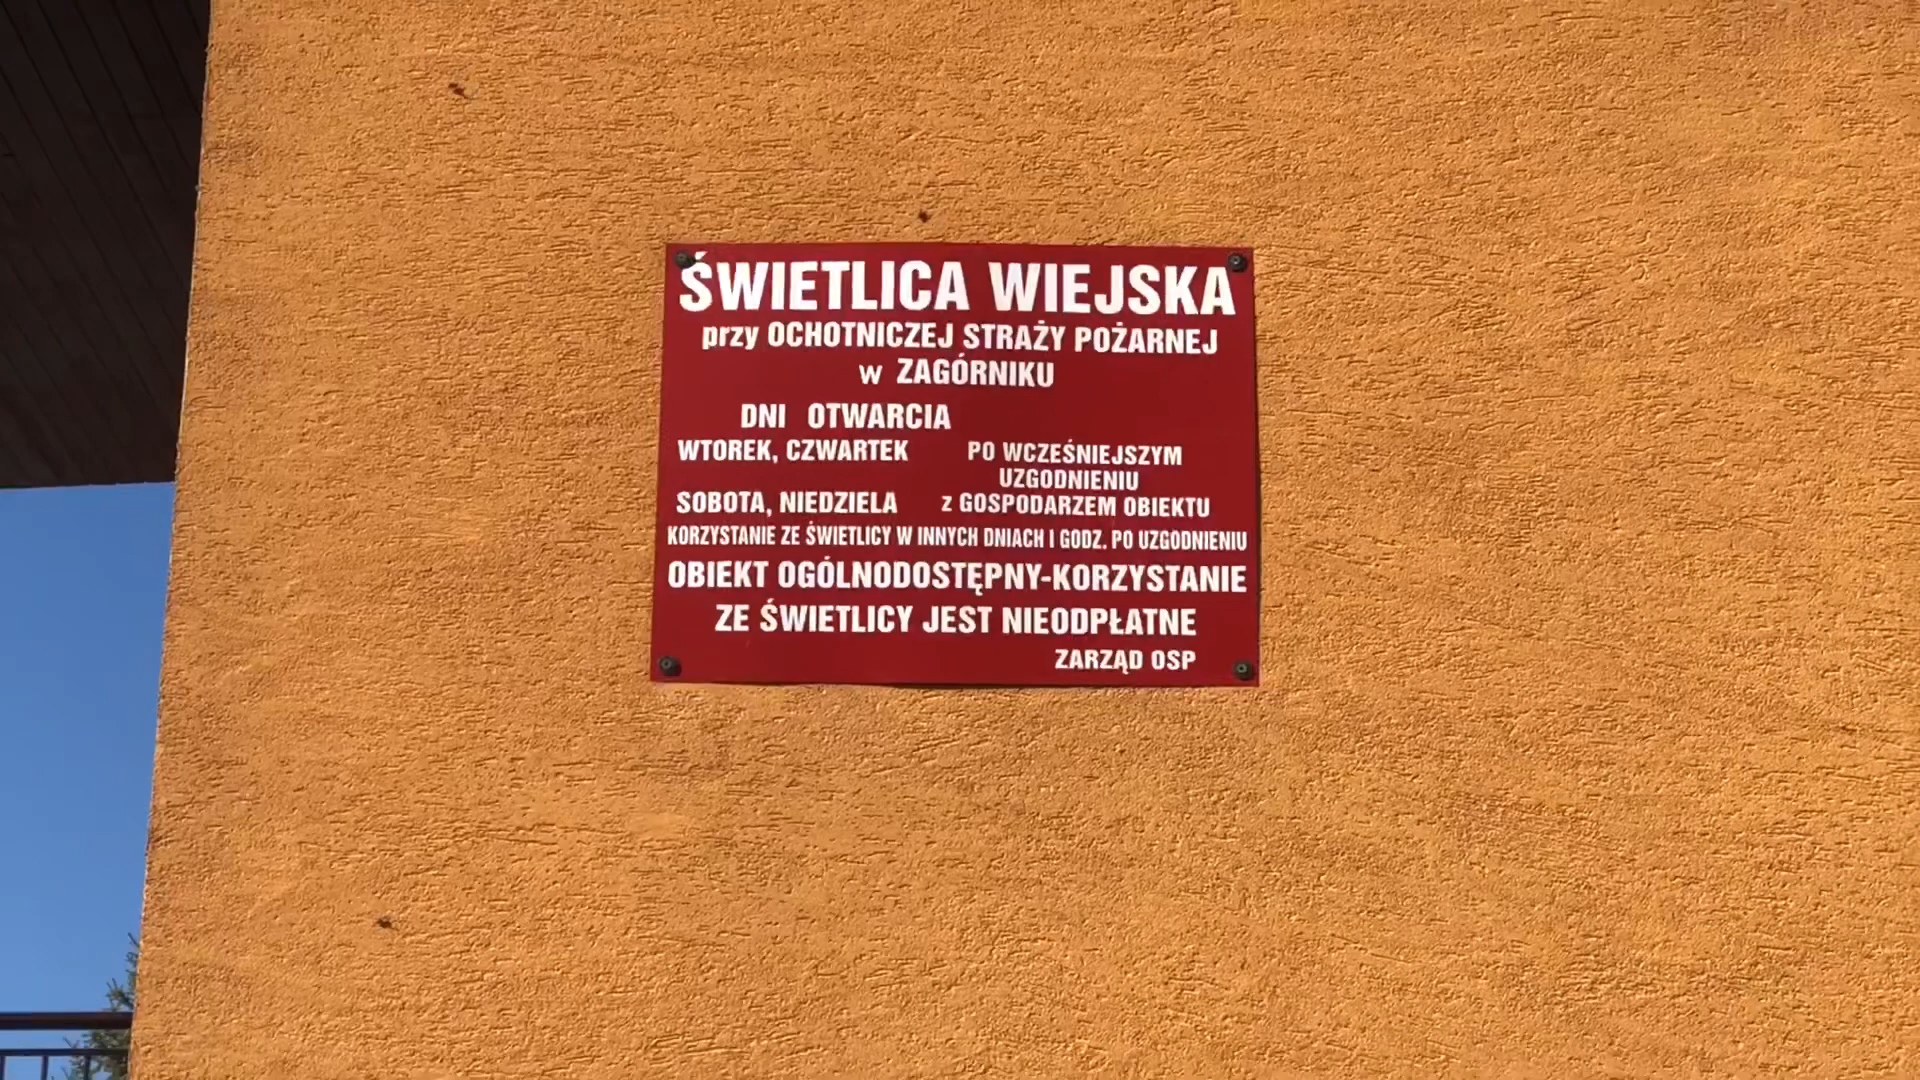 ŚWIETLICA WIEJSKA
przy OCHOTNICZEJ STRAŻY POŻARNEJ
w ZAGÓRNIKU
DNI OTWARCIA
WTOREK, CZWARTEK PO WCZEŚNIEJSZYM
UZGODNIENIU
SOBOTA, NIEDZIELA z GOSPODARZEM OBIEKTU
KORZYSTANIE ZE ŚWIETLICY W INNYCH DNIACH I GODZ. PO UZGODNIENIU
OBIEKT OGÓLNODOSTĘPNY-KORZYSTANIE
ZE ŚWIETLICY JEST NIEODPŁATNE
ZARZĄD OSP